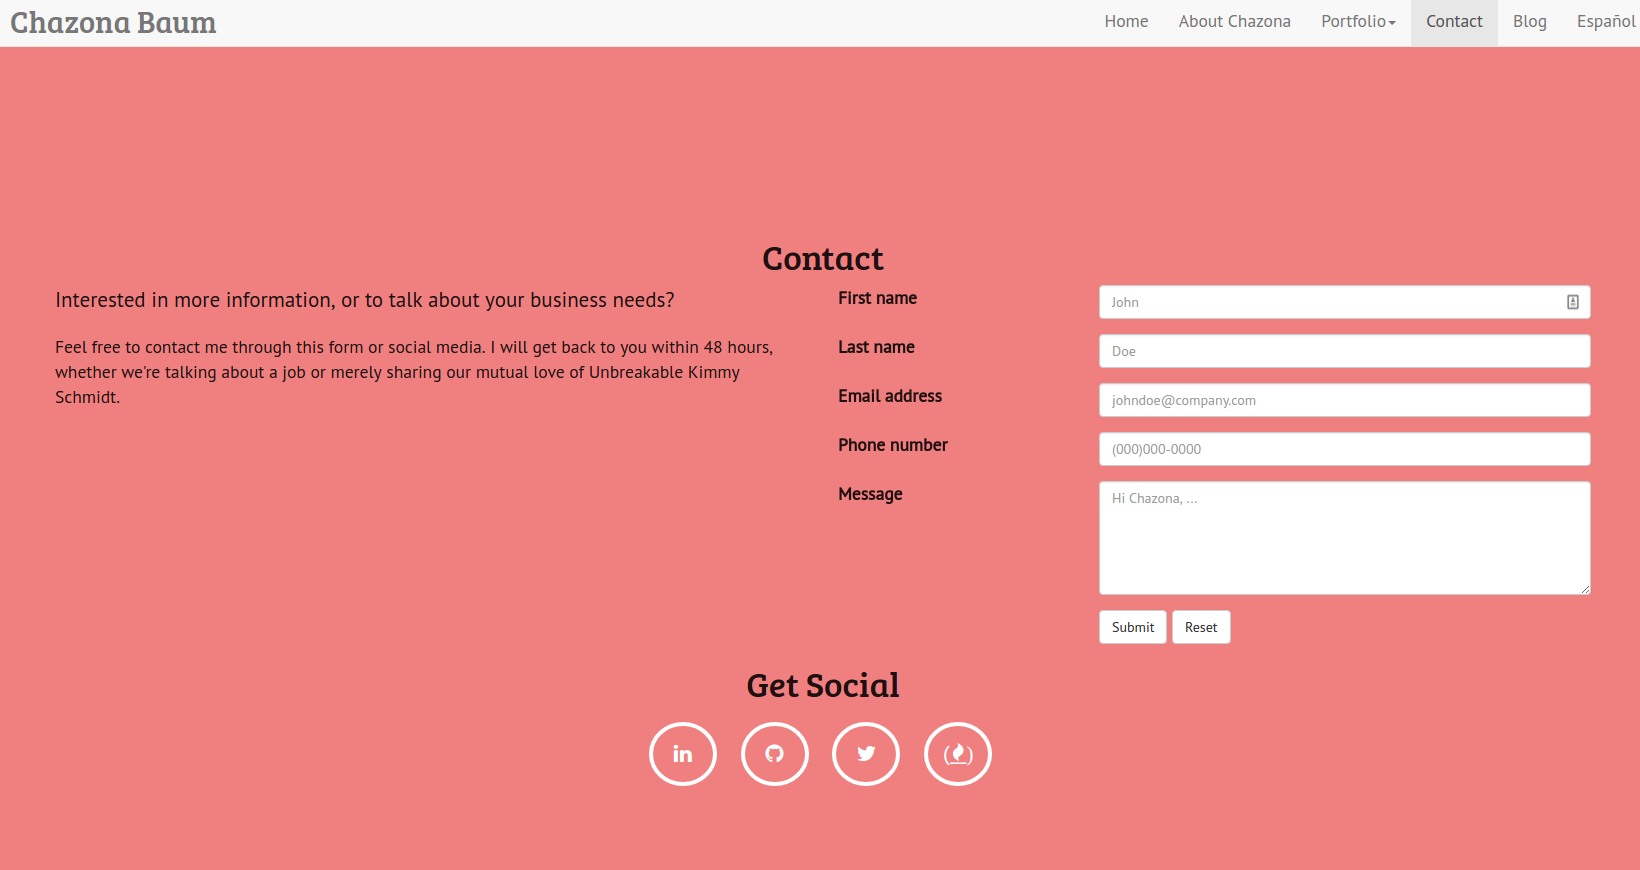 Chazona Baum
Home About Chazona Portfolio Contact Blog Español
Contact
Interested in more information, or to talk about your business needs?
Feel free to contact me through this form or social media. I will get back to you within 48 hours,
whether we're talking about a job or merely sharing our mutual love of Unbreakable Kimmy
Schmidt.
First name
John
Last name
Doe
Email address
johndoe@company.com
Phone number
(000)000-0000
Message
Hi Chazona, ...
Submit Reset
Get Social
in